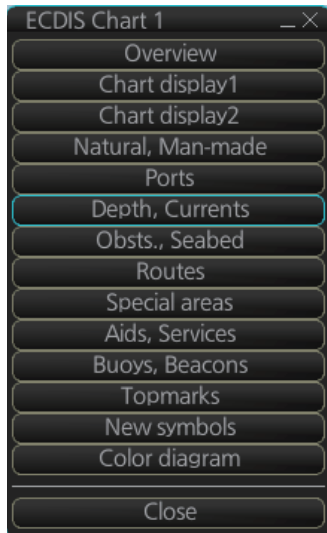 ECDIS Chart 1
Overview
Chart display1
Chart display2
Natural, Man-made
Ports
Depth, Currents
Obsts., Seabed
Routes
Special areas
Aids, Services
Buoys, Beacons
Topmarks
New symbols
Color diagram
Close